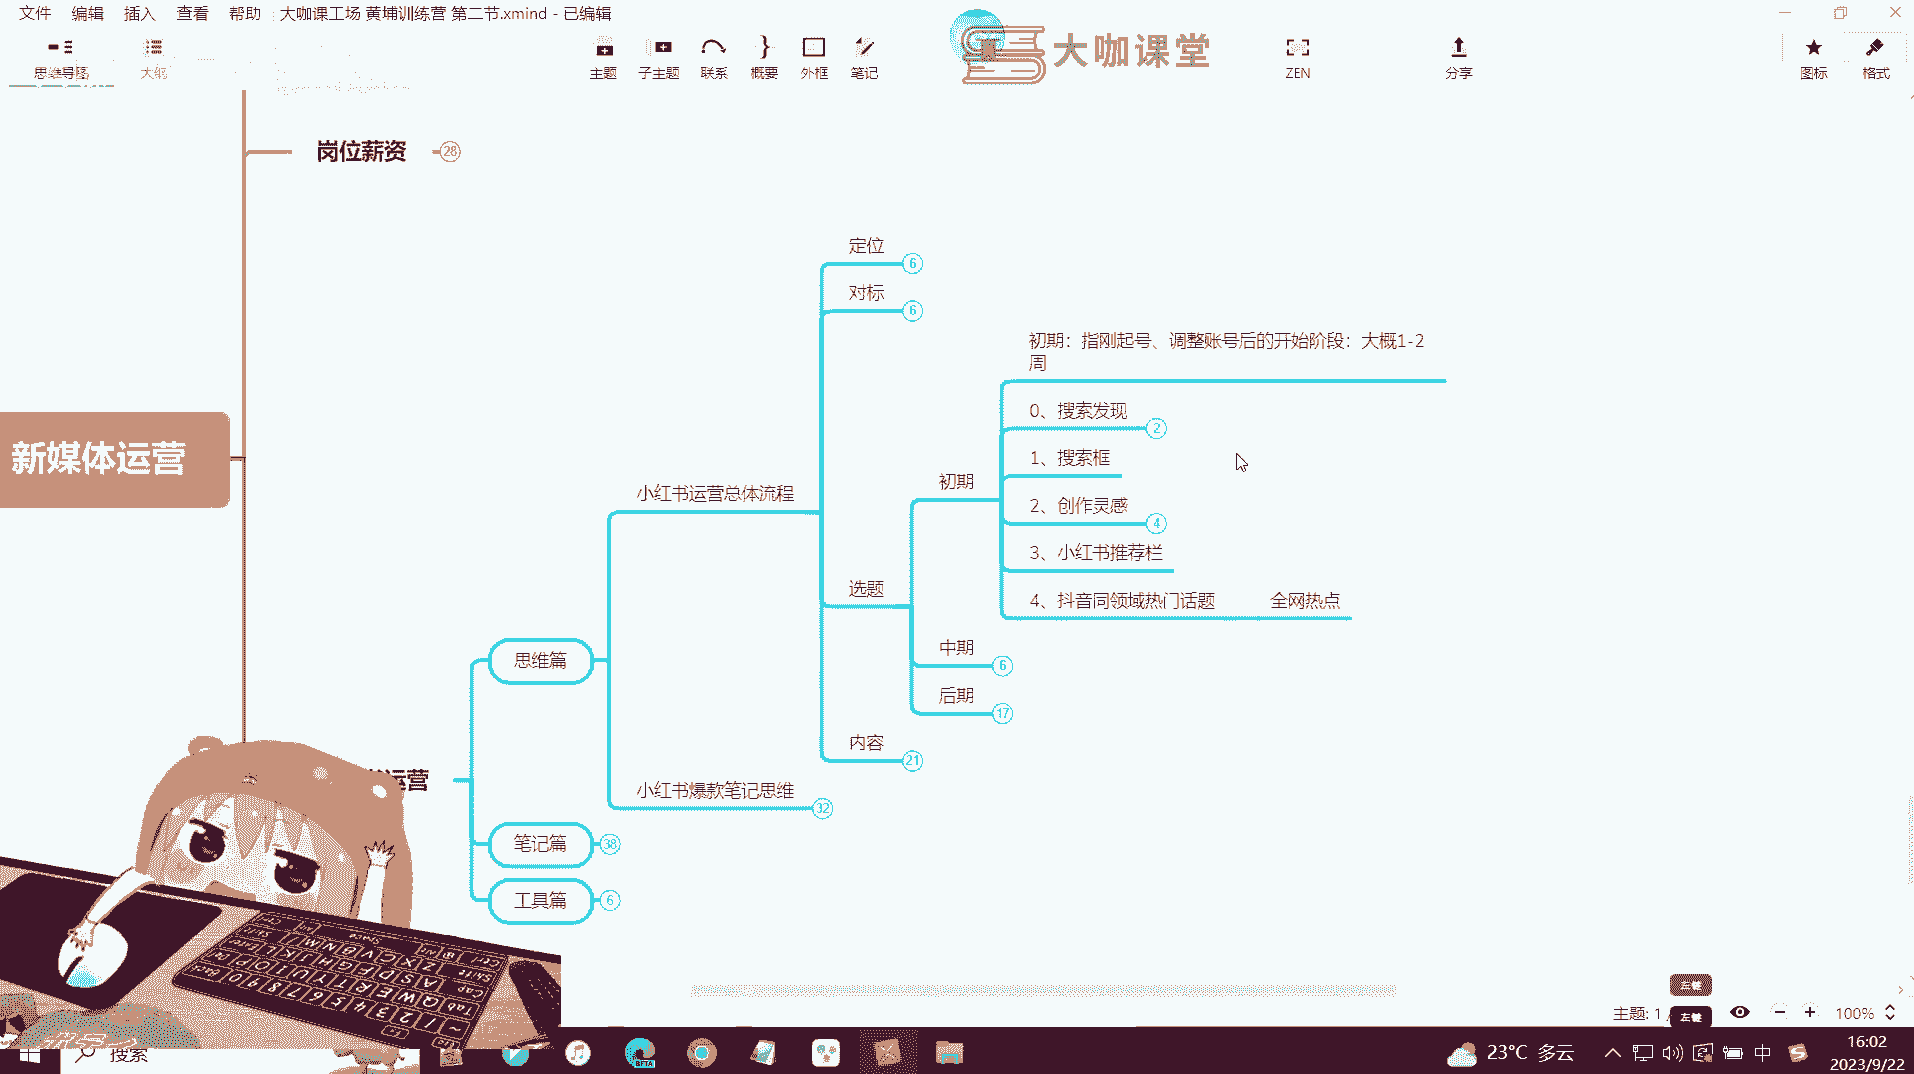 文件 编辑 插入 查看 帮助 大咖课工场 黄埔训练营 第二节.xmind - 已编辑
思维导图 大纲 主题 子主题 联系 概要 外框 笔记 大咖课堂 ZEN 分享 图标 格式
岗位薪资 28
定位 6
对标 6
初期：指刚起号、调整账号后的开始阶段：大概1-2
周
0、搜索发现 2
1、搜索框
新媒体运营
初期
小红书运营总体流程
2、创作灵感 4
3、小红书推荐栏
选题
4、抖音同领域热门话题 全网热点
中期 6
思维篇
后期 17
内容 21
运营
小红书爆款笔记思维 32
笔记篇 38
工具篇 6
左键
主题: 1 左键 100%
搜索 BETA 23°C 多云 中 16:02
2023/9/22